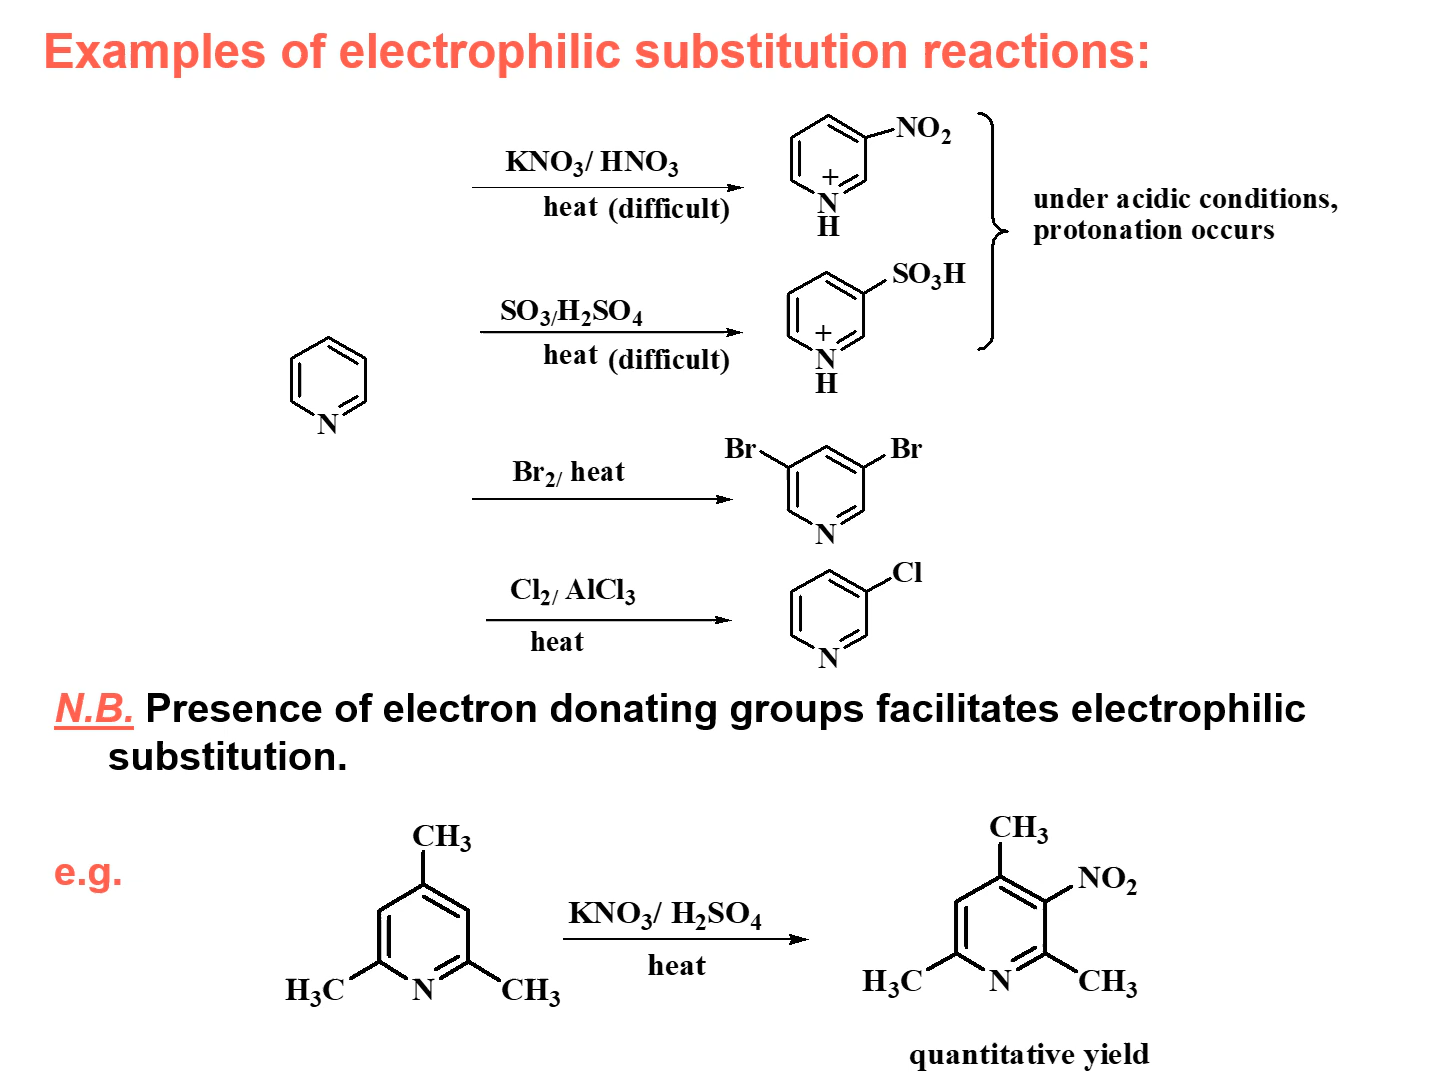 Examples of electrophilic substitution reactions:
KNO3/ HNO3
heat (difficult)
NO2
+
N
H
under acidic conditions,
protonation occurs
SO3/H2SO4
heat (difficult)
SO3H
+
N
H
N
Br2/ heat
Br
Br
N
Cl2/ AlCl3
heat
Cl
N
N.B. Presence of electron donating groups facilitates electrophilic
substitution.
e.g.
CH3
H3C
N
CH3
KNO3/ H2SO4
heat
CH3
NO2
H3C
N
CH3
quantitative yield